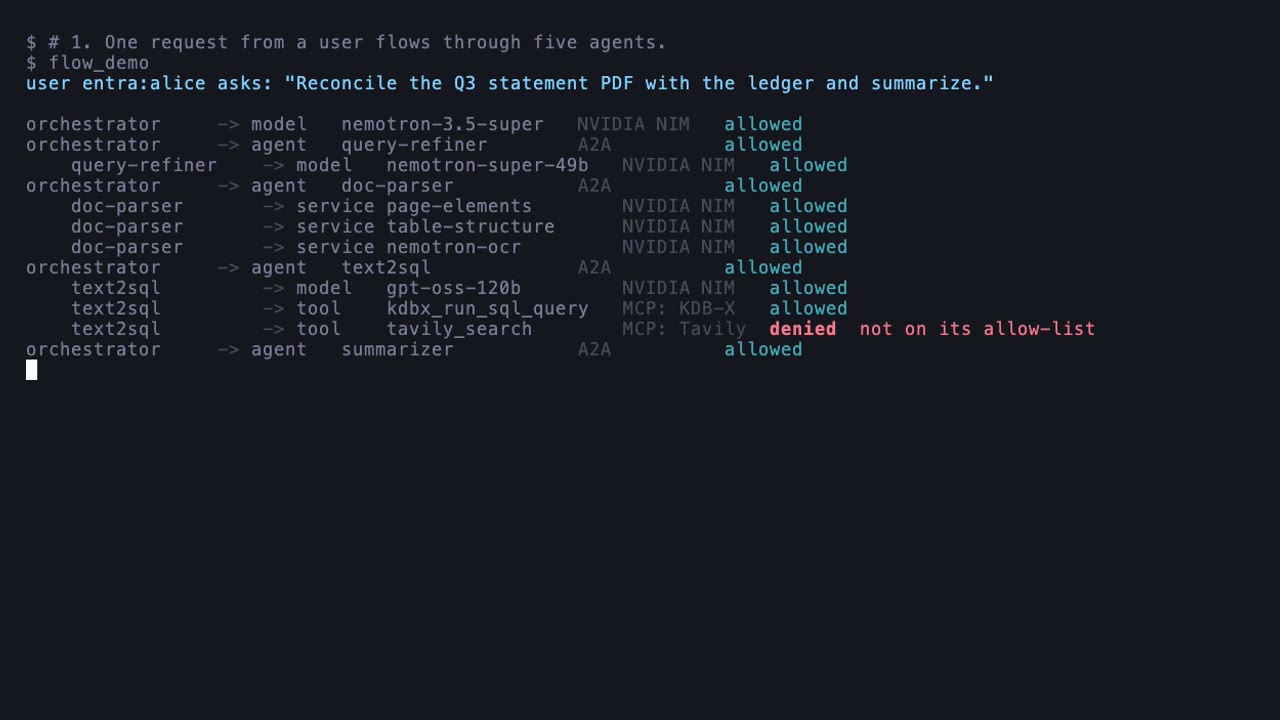 $ # 1. One request from a user flows through five agents.
$ flow_demo
user entra:alice asks: "Reconcile the Q3 statement PDF with the ledger and summarize."
orchestrator     -> model   nemotron-3.5-super   NVIDIA NIM   allowed
orchestrator     -> agent   query-refiner        A2A          allowed
    query-refiner    -> model   nemotron-super-49b   NVIDIA NIM   allowed
orchestrator     -> agent   doc-parser           A2A          allowed
    doc-parser       -> service page-elements        NVIDIA NIM   allowed
    doc-parser       -> service table-structure      NVIDIA NIM   allowed
    doc-parser       -> service nemotron-ocr         NVIDIA NIM   allowed
orchestrator     -> agent   text2sql             A2A          allowed
    text2sql         -> model   gpt-oss-120b         NVIDIA NIM   allowed
    text2sql         -> tool    kdbx_run_sql_query   MCP: KDB-X   allowed
    text2sql         -> tool    tavily_search        MCP: Tavily  denied  not on its allow-list
orchestrator     -> agent   summarizer           A2A          allowed